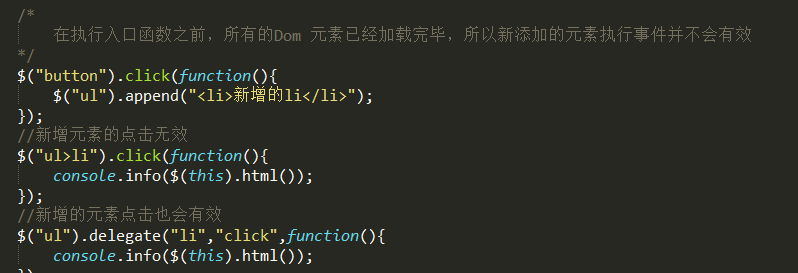 /*
在执行入口函数之前，所有的Dom 元素已经加载完毕，所以新添加的元素执行事件并不会有效
*/
$("button").click(function(){
$("ul").append("<li>新增的li</li>");
});
//新增元素的点击无效
$("ul>li").click(function(){
console.info($(this).html());
});
//新增的元素点击也会有效
$("ul").delegate("li","click",function(){
console.info($(this).html());
})